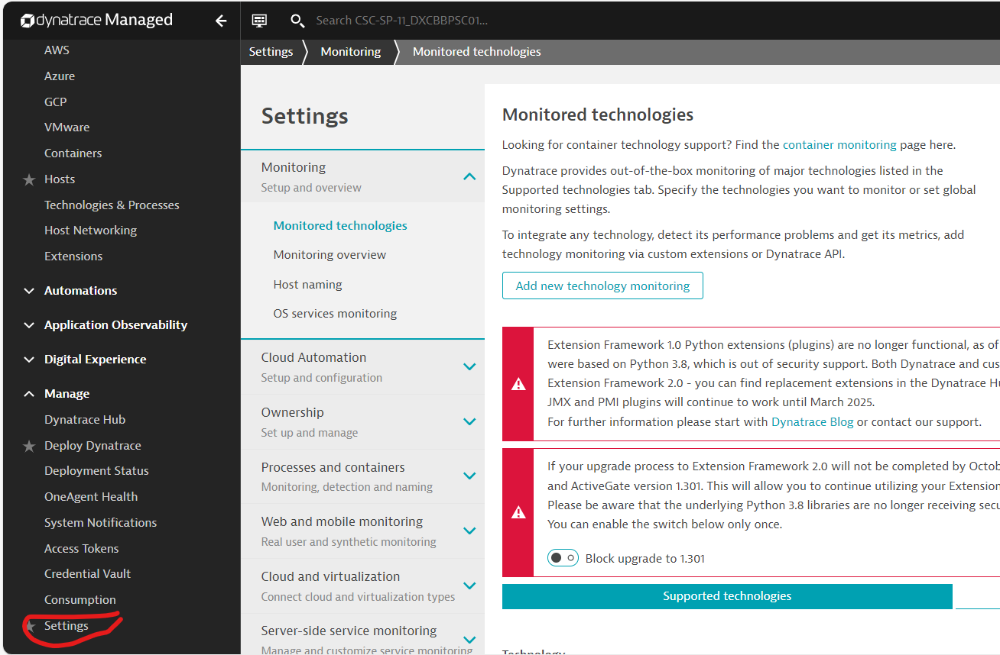 dynatrace Managed
Search CSC-SP-11_DXCBBPSC01...
Settings
Monitoring
Monitored technologies
AWS
Azure
GCP
VMware
Containers
Hosts
Technologies & Processes
Host Networking
Extensions
Automations
Application Observability
Digital Experience
Manage
Dynatrace Hub
Deploy Dynatrace
Deployment Status
OneAgent Health
System Notifications
Access Tokens
Credential Vault
Consumption
Settings
Settings
Monitoring
Setup and overview
Monitored technologies
Monitoring overview
Host naming
OS services monitoring
Cloud Automation
Setup and configuration
Ownership
Set up and manage
Processes and containers
Monitoring, detection and naming
Web and mobile monitoring
Real user and synthetic monitoring
Cloud and virtualization
Connect cloud and virtualization types
Server-side service monitoring
Manage and customize service monitoring
Monitored technologies
Looking for container technology support? Find the container monitoring page here.
Dynatrace provides out-of-the-box monitoring of major technologies listed in the
Supported technologies tab. Specify the technologies you want to monitor or set global
monitoring settings.
To integrate any technology, detect its performance problems and get its metrics, add
technology monitoring via custom extensions or Dynatrace API.
Add new technology monitoring
Extension Framework 1.0 Python extensions (plugins) are no longer functional, as of
were based on Python 3.8, which is out of security support. Both Dynatrace and cus
Extension Framework 2.0 - you can find replacement extensions in the Dynatrace H
JMX and PMI plugins will continue to work until March 2025.
For further information please start with Dynatrace Blog or contact our support.
If your upgrade process to Extension Framework 2.0 will not be completed by Octob
and ActiveGate version 1.301. This will allow you to continue utilizing your Extension
Please be aware that the underlying Python 3.8 libraries are no longer receiving secu
You can enable the switch below only once.
Block upgrade to 1.301
Supported technologies
Technology